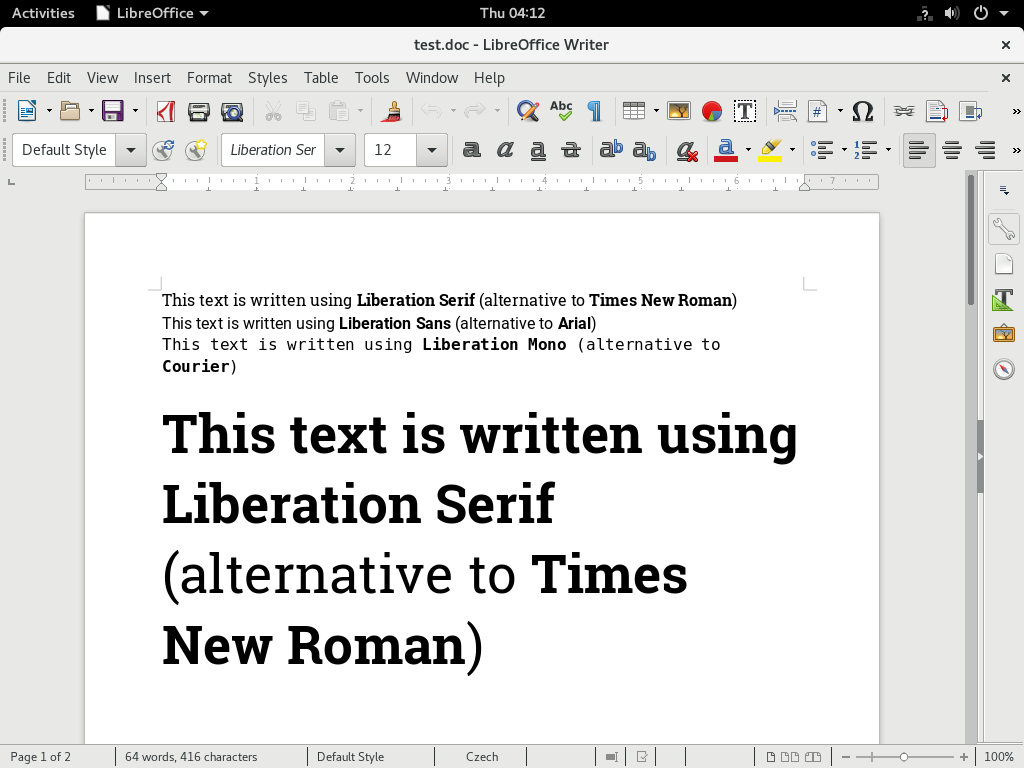 Activities LibreOffice Thu 04:12
test.doc - LibreOffice Writer
File Edit View Insert Format Styles Table Tools Window Help
Abc
Default Style Liberation Ser 12
1 2 3 4 5 6 7
This text is written using Liberation Serif (alternative to Times New Roman)
This text is written using Liberation Sans (alternative to Arial)
This text is written using Liberation Mono (alternative to
Courier)
This text is written using
Liberation Serif
(alternative to Times
New Roman)
Page 1 of 2 64 words, 416 characters Default Style Czech 100%